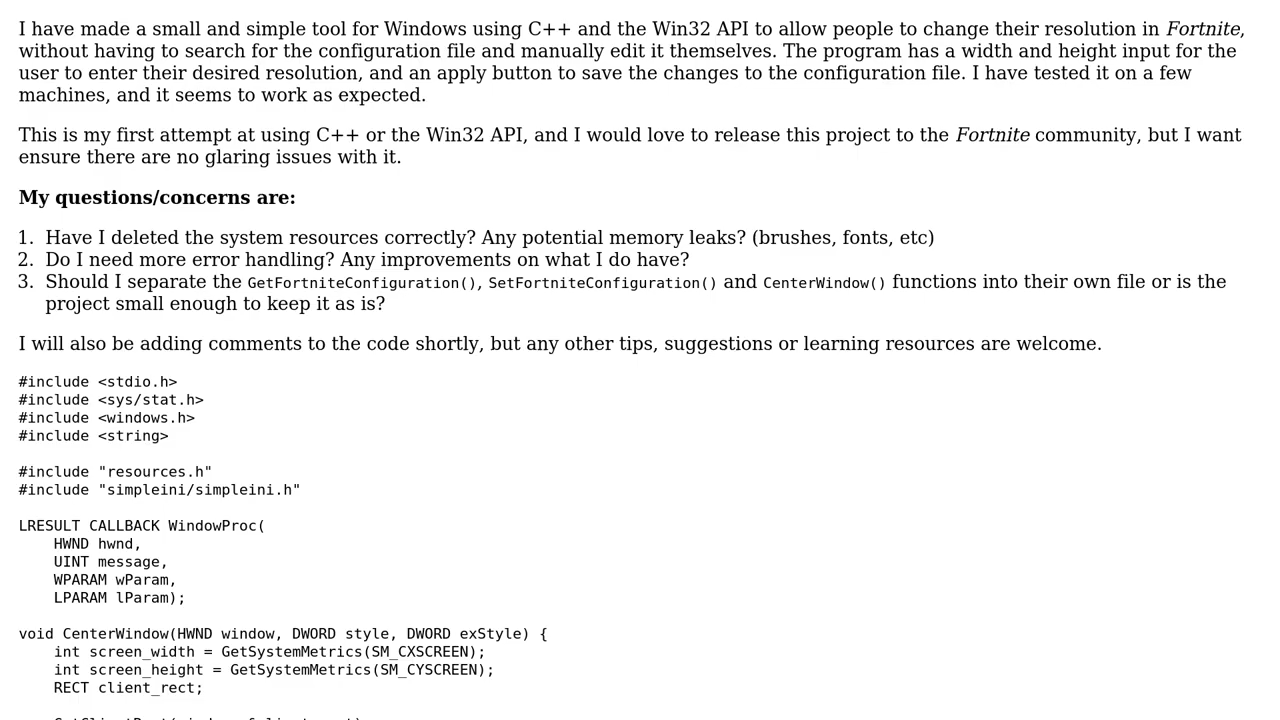 I have made a small and simple tool for Windows using C++ and the Win32 API to allow people to change their resolution in Fortnite,
without having to search for the configuration file and manually edit it themselves. The program has a width and height input for the
user to enter their desired resolution, and an apply button to save the changes to the configuration file. I have tested it on a few
machines, and it seems to work as expected.
This is my first attempt at using C++ or the Win32 API, and I would love to release this project to the Fortnite community, but I want
ensure there are no glaring issues with it.
My questions/concerns are:
1. Have I deleted the system resources correctly? Any potential memory leaks? (brushes, fonts, etc)
2. Do I need more error handling? Any improvements on what I do have?
3. Should I separate the GetFortniteConfiguration(), SetFortniteConfiguration() and CenterWindow() functions into their own file or is the
project small enough to keep it as is?
I will also be adding comments to the code shortly, but any other tips, suggestions or learning resources are welcome.
#include <stdio.h>
#include <sys/stat.h>
#include <windows.h>
#include <string>
#include "resources.h"
#include "simpleini/simpleini.h"
LRESULT CALLBACK WindowProc(
    HWND hwnd,
    UINT message,
    WPARAM wParam,
    LPARAM lParam);
void CenterWindow(HWND window, DWORD style, DWORD exStyle) {
    int screen_width = GetSystemMetrics(SM_CXSCREEN);
    int screen_height = GetSystemMetrics(SM_CYSCREEN);
    RECT client_rect;